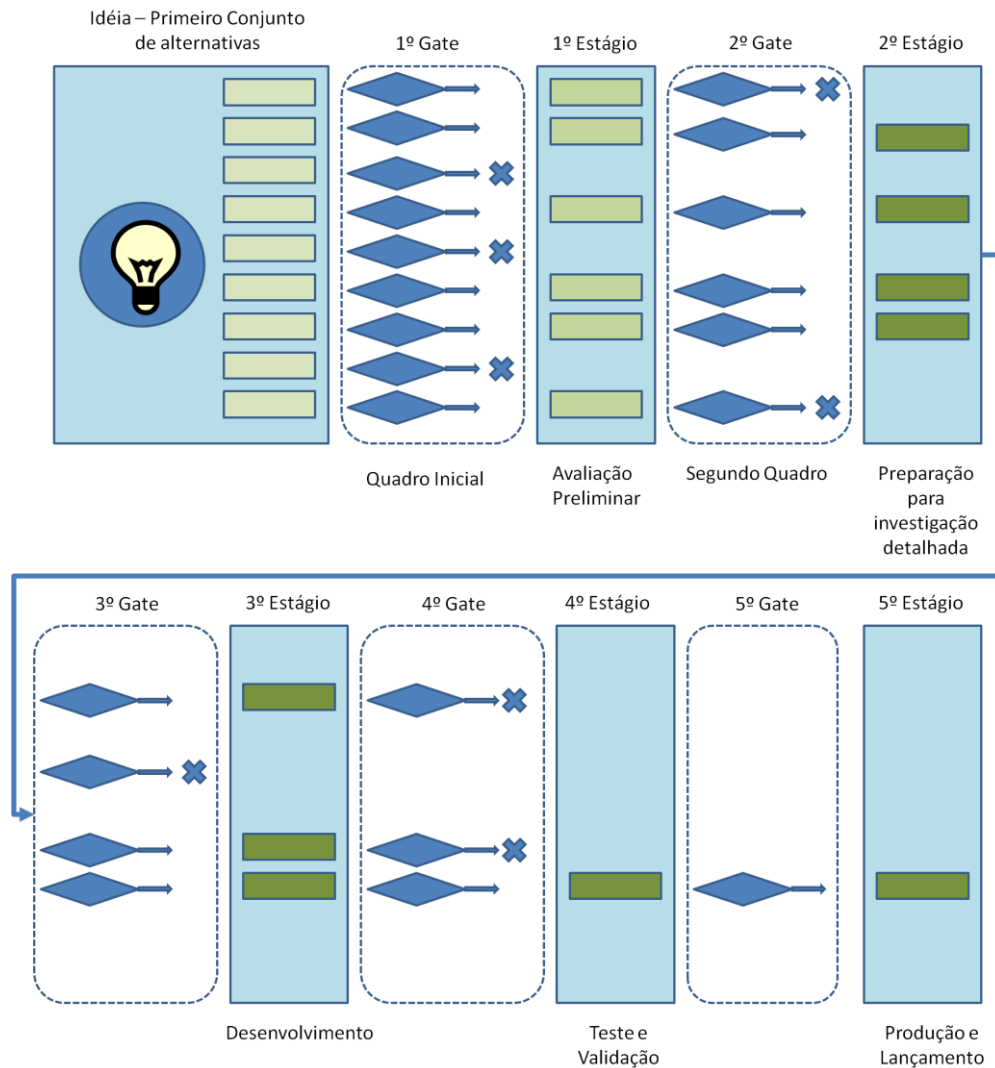 Idéia – Primeiro Conjunto
de alternativas
1º Gate
1º Estágio
2º Gate
2º Estágio
Quadro Inicial
Avaliação
Preliminar
Segundo Quadro
Preparação
para
investigação
detalhada
3º Gate
3º Estágio
4º Gate
4º Estágio
5º Gate
5º Estágio
Desenvolvimento
Teste e
Validação
Produção e
Lançamento